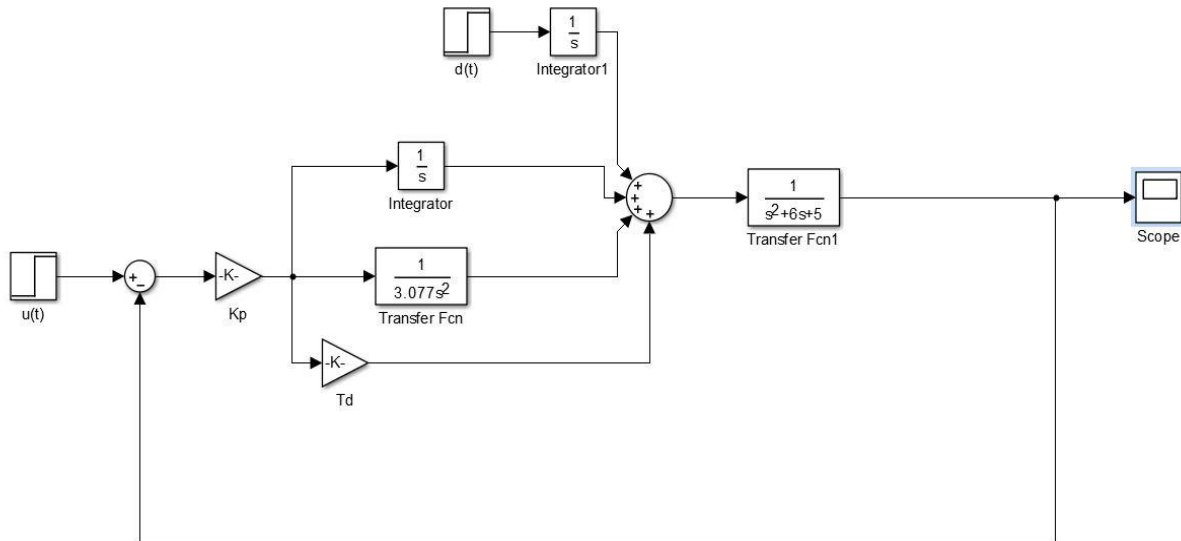 d(t)
1
s
Integrator1
1
s
Integrator
+
+
+
+
1
s²+6s+5
Transfer Fcn1
Scope
u(t)
+
−
-K-
Kp
1
3.077s²
Transfer Fcn
-K-
Td